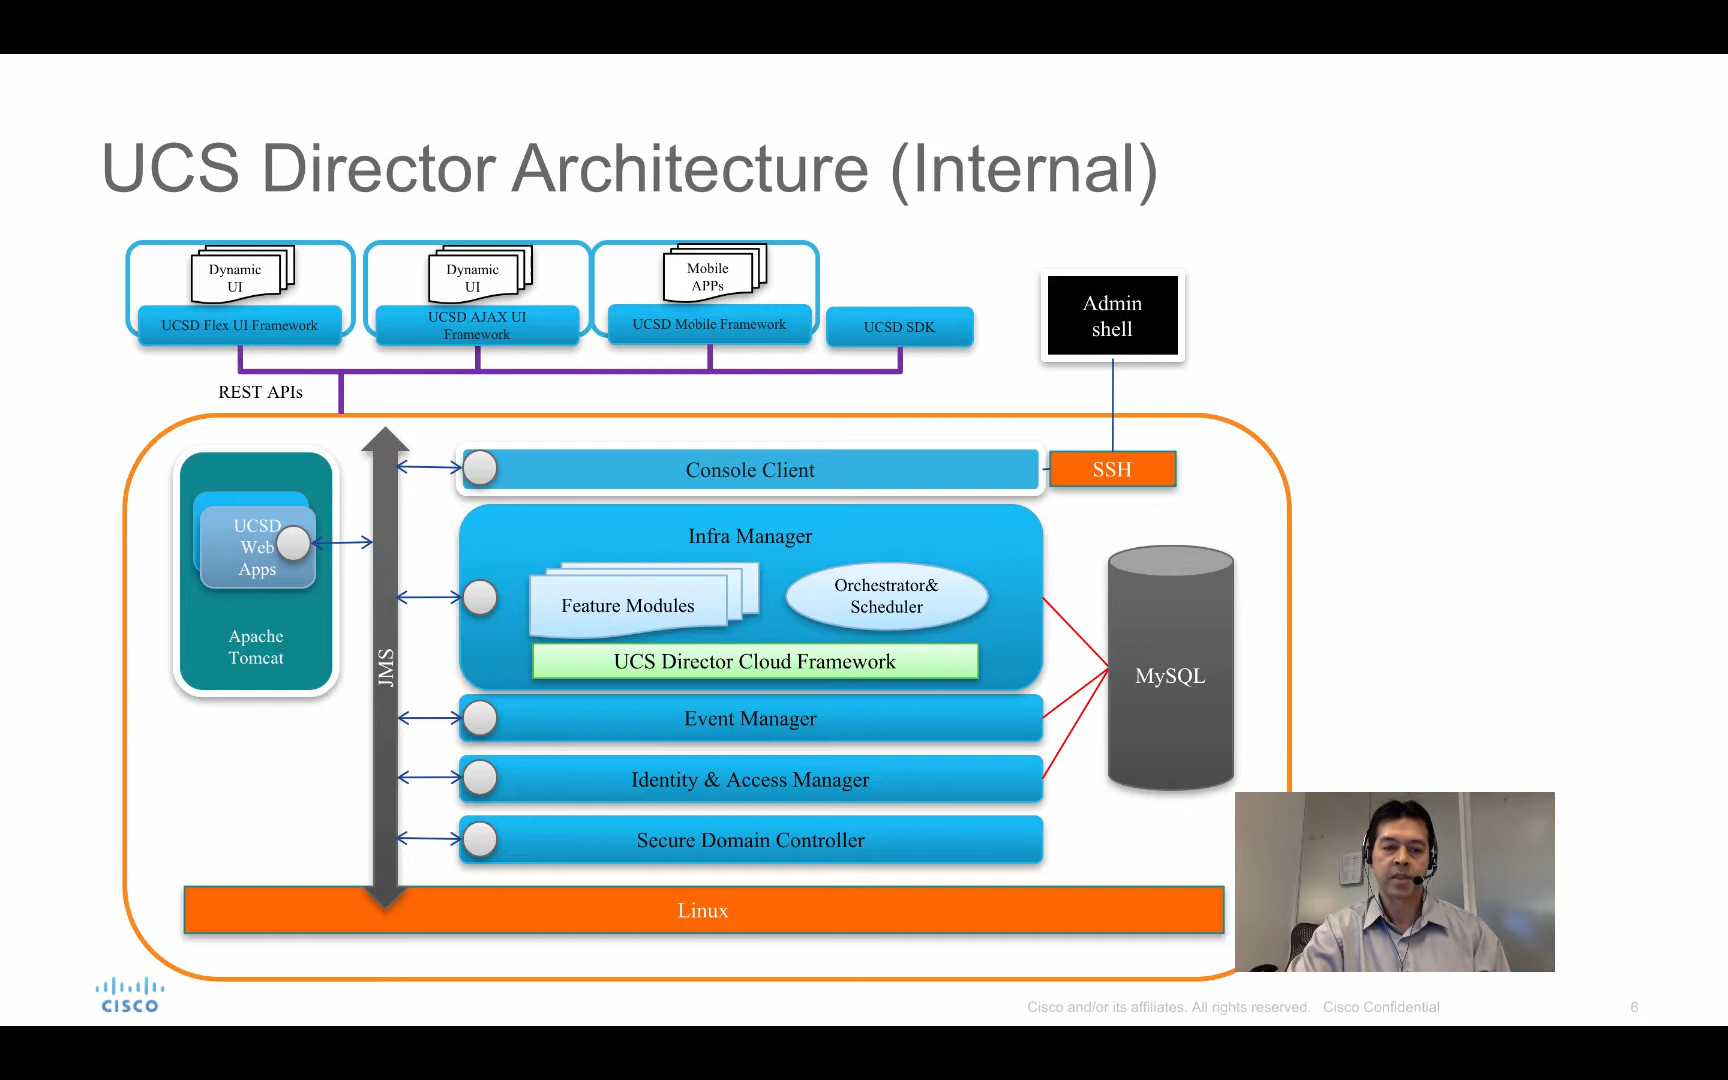 UCS Director Architecture (Internal)
Dynamic
UI
UCSD Flex UI Framework
Dynamic
UI
UCSD AJAX UI
Framework
Mobile
APPs
UCSD Mobile Framework
UCSD SDK
Admin
shell
REST APIs
Console Client
SSH
UCSD
Web
Apps
Apache
Tomcat
JMS
Infra Manager
Feature Modules
Orchestrator&
Scheduler
UCS Director Cloud Framework
MySQL
Event Manager
Identity & Access Manager
Secure Domain Controller
Linux
CISCO
Cisco and/or its affiliates. All rights reserved. Cisco Confidential
6